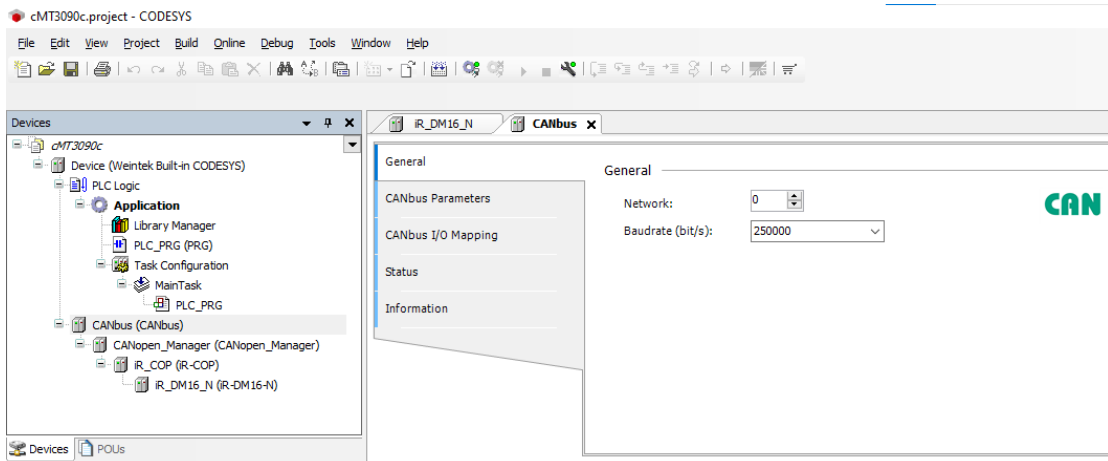 cMT3090c.project - CODESYS
File Edit View Project Build Online Debug Tools Window Help
Devices
cMT3090c
Device (Weintek Built-in CODESYS)
PLC Logic
Application
Library Manager
PLC_PRG (PRG)
Task Configuration
MainTask
PLC_PRG
CANbus (CANbus)
CANopen_Manager (CANopen_Manager)
iR_COP (iR-COP)
iR_DM16_N (iR-DM16-N)
Devices POUs
iR_DM16_N CANbus
General
CANbus Parameters
CANbus I/O Mapping
Status
Information
General
Network: 0
Baudrate (bit/s): 250000
CAN